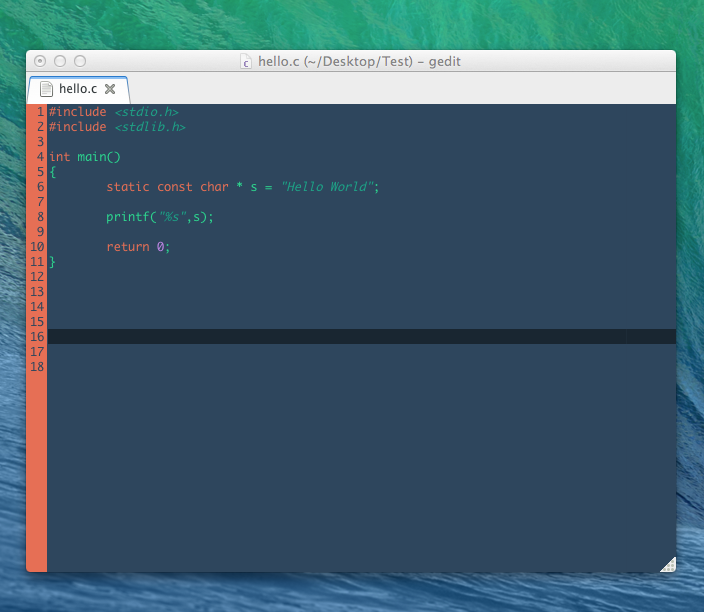 hello.c (~/Desktop/Test) – gedit
hello.c
1 #include <stdio.h>
2 #include <stdlib.h>
3
4 int main()
5 {
6 static const char * s = "Hello World";
7
8 printf("%s",s);
9
10 return 0;
11 }
12
13
14
15
16
17
18